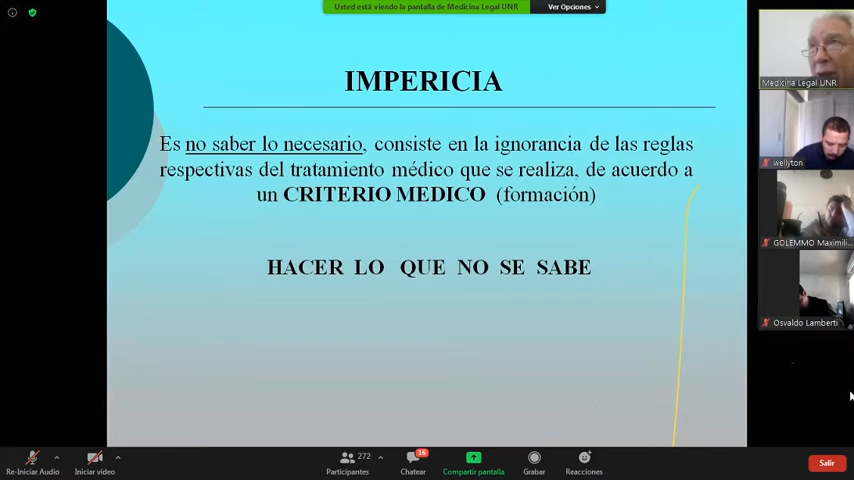 Usted está viendo la pantalla de Medicina Legal UNR
Ver Opciones
IMPERICIA
Es no saber lo necesario, consiste en la ignorancia de las reglas
respectivas del tratamiento médico que se realiza, de acuerdo a
un CRITERIO MEDICO (formación)
HACER LO QUE NO SE SABE
Medicina Legal UNR
wellyton
GOLEMMO Maximili...
Osvaldo Lamberti
Re-Iniciar Audio
Iniciar video
272
Participantes
16
Chatear
Compartir pantalla
Grabar
Reacciones
Salir